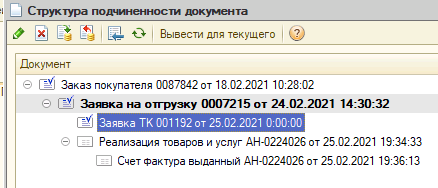 Структура подчиненности документа
Вывести для текущего
Документ
Заказ покупателя 0087842 от 18.02.2021 10:28:02
Заявка на отгрузку 0007215 от 24.02.2021 14:30:32
Заявка ТК 001192 от 25.02.2021 0:00:00
Реализация товаров и услуг АН-0224026 от 25.02.2021 19:34:33
Счет фактура выданный АН-0224026 от 25.02.2021 19:36:13